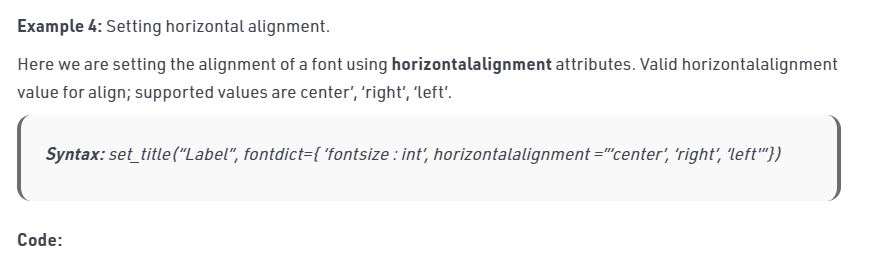 Example 4: Setting horizontal alignment.
Here we are setting the alignment of a font using horizontalalignment attributes. Valid horizontalalignment
value for align; supported values are center’, ‘right’, ‘left’.
Syntax: set_title(“Label”, fontdict={ ‘fontsize : int’, horizontalalignment =”‘center’, ‘right’, ‘left'”})
Code: